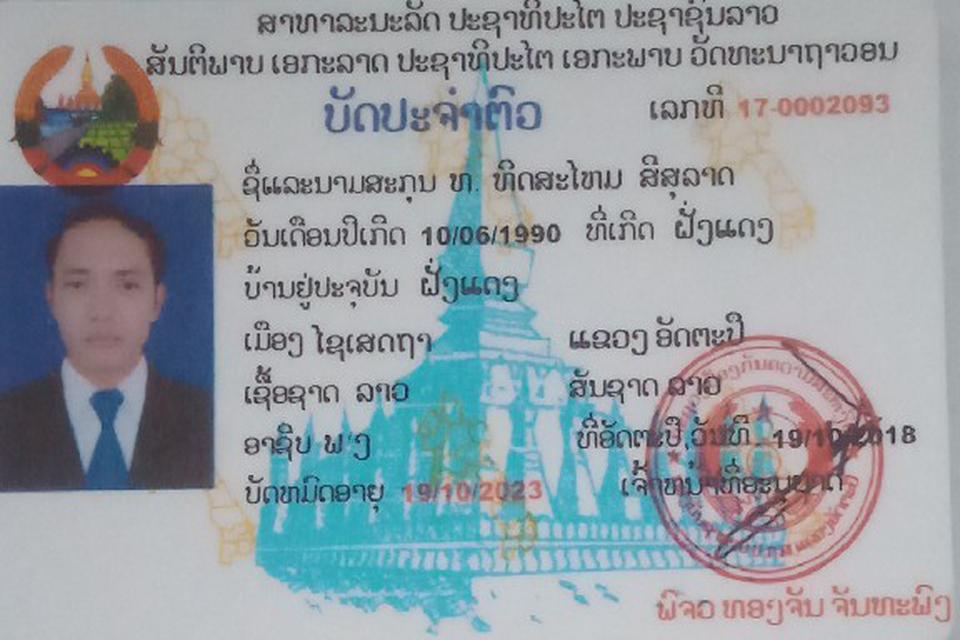 ສາທາລະນະລັດ ປະຊາທິປະໄຕ ປະຊາຊົນລາວ
ສັນຕິພາບ ເອກະລາດ ປະຊາທິປະໄຕ ເອກະພາບ ວັດທະນາຖາວອນ
ບັດປະຈຳຕົວ ເລກທີ 17-0002093
ຊື່ແລະນາມສະກຸນ ທ. ທິດສະໄຫມ ສີສຸລາດ
ວັນເດືອນປີເກີດ 10/06/1990 ທີ່ເກີດ ຝັ່ງແດງ
ບ້ານຢູ່ປະຈຸບັນ ຝັ່ງແດງ
ເມືອງ ໄຊເສດຖາ ແຂວງ ອັດຕະປື
ເຊື້ອຊາດ ລາວ ສັນຊາດ ລາວ
ອາຊີບ ພ'ງ ທີ່ອັດຕະປື,ວັນທີ 19/10/2018
ບັດຫມົດອາຍຸ 19/10/2023 ເຈົ້າຫນ້າທີ່ອະນຸຍາດ
ພົຈວ ທອງຈັນ ຈັນທະພົງ